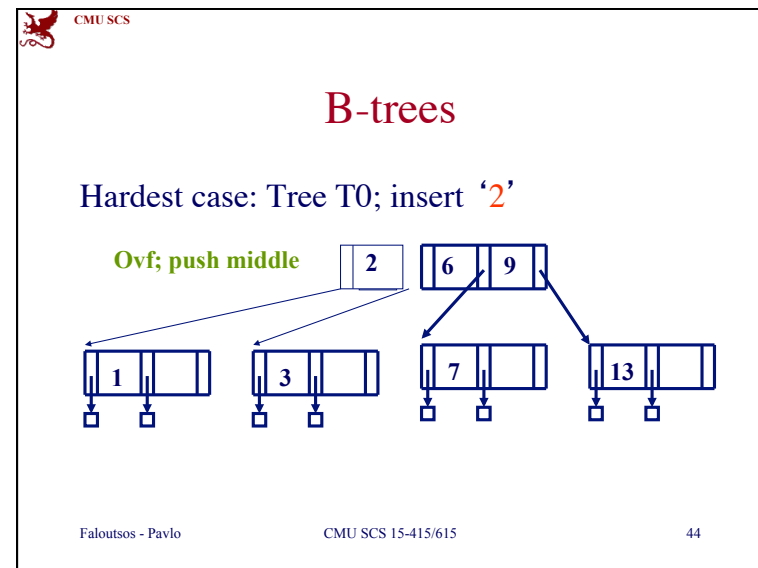 CMU SCS
B-trees
Hardest case: Tree T0; insert ‘2’
Ovf; push middle
2 6 9
1 3 7 13
Faloutsos - Pavlo CMU SCS 15-415/615 44